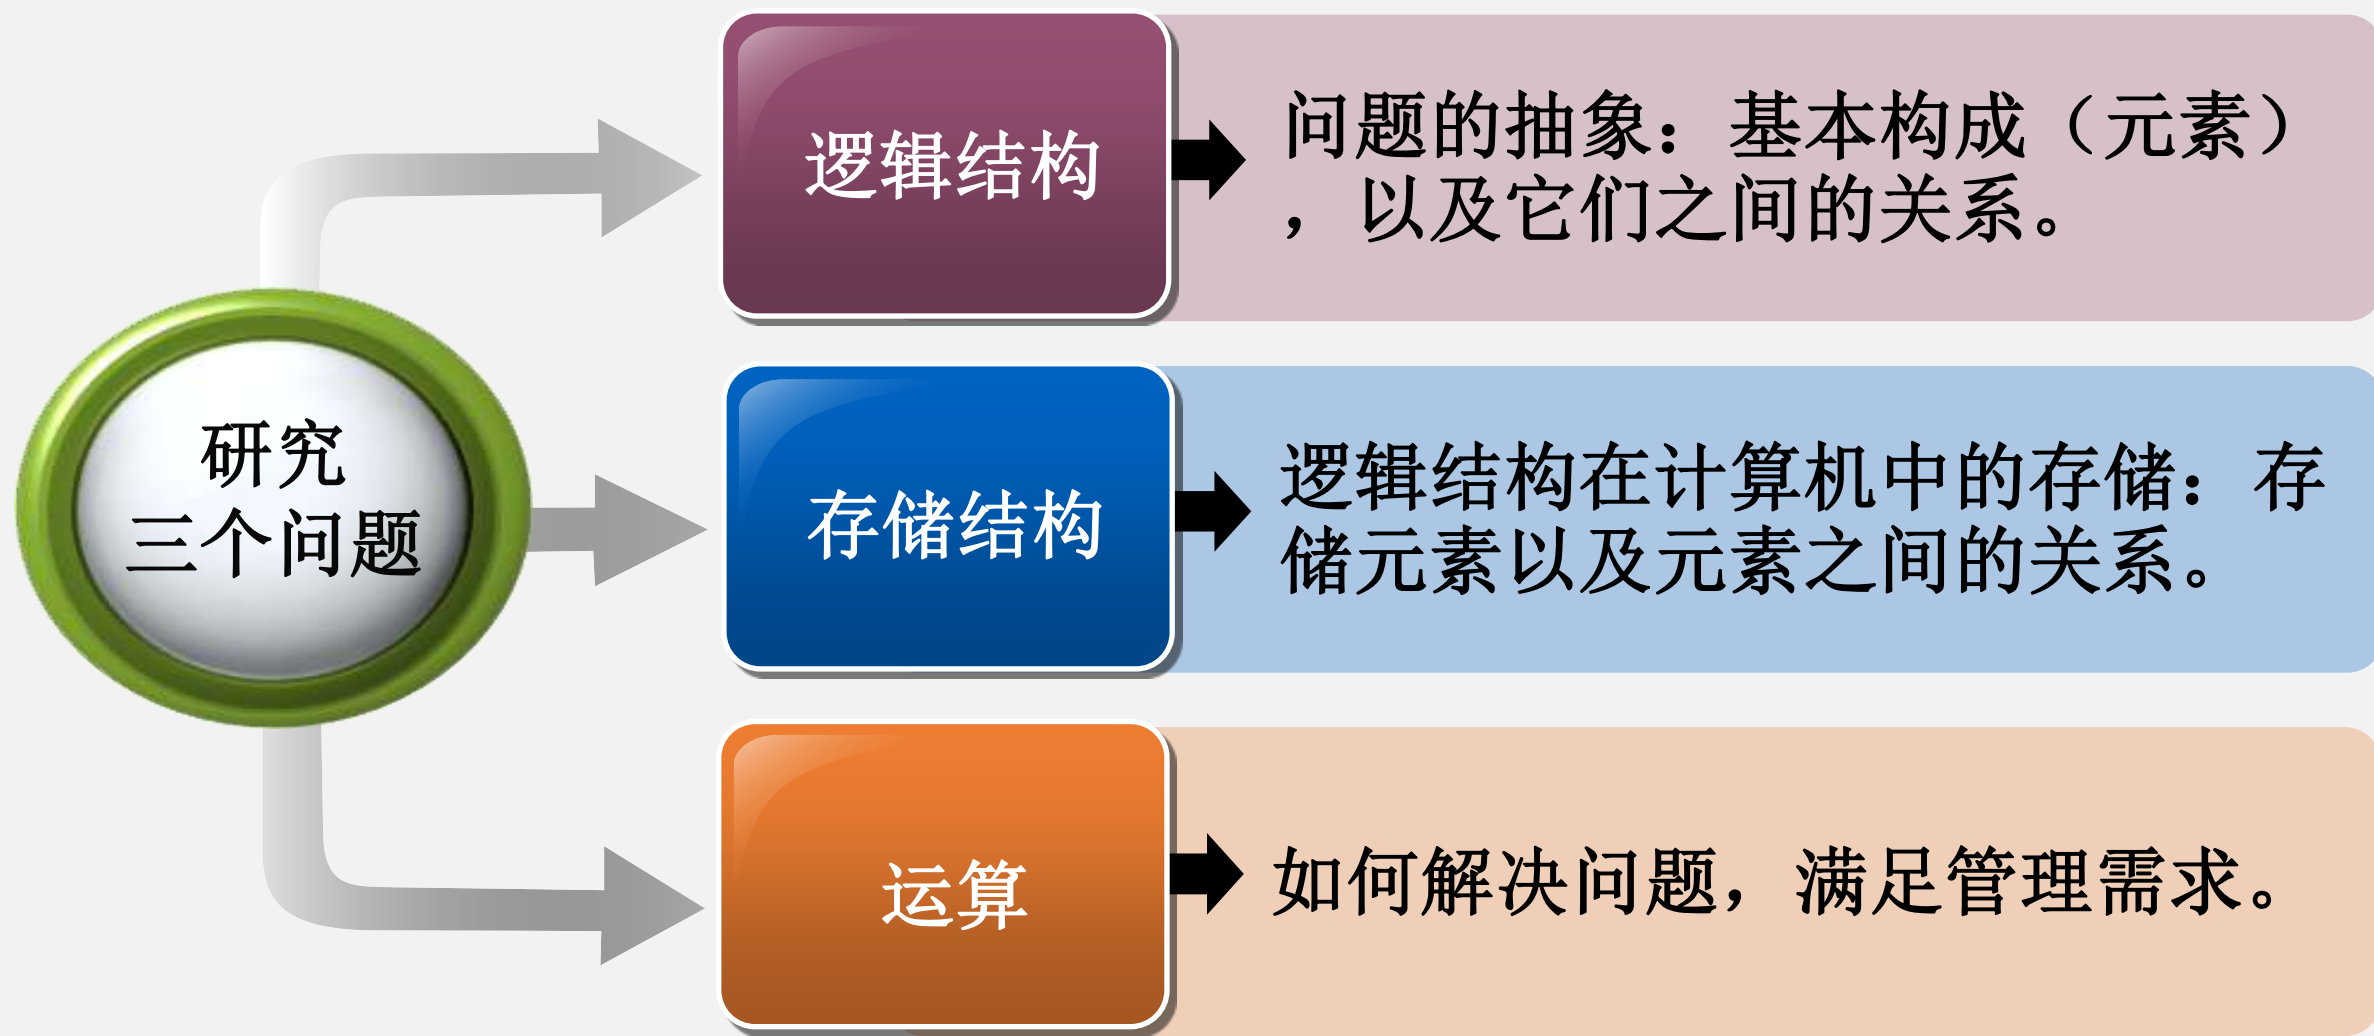 研究
三个问题
逻辑结构
问题的抽象：基本构成（元素）
，以及它们之间的关系。
存储结构
逻辑结构在计算机中的存储：存
储元素以及元素之间的关系。
运算
如何解决问题，满足管理需求。